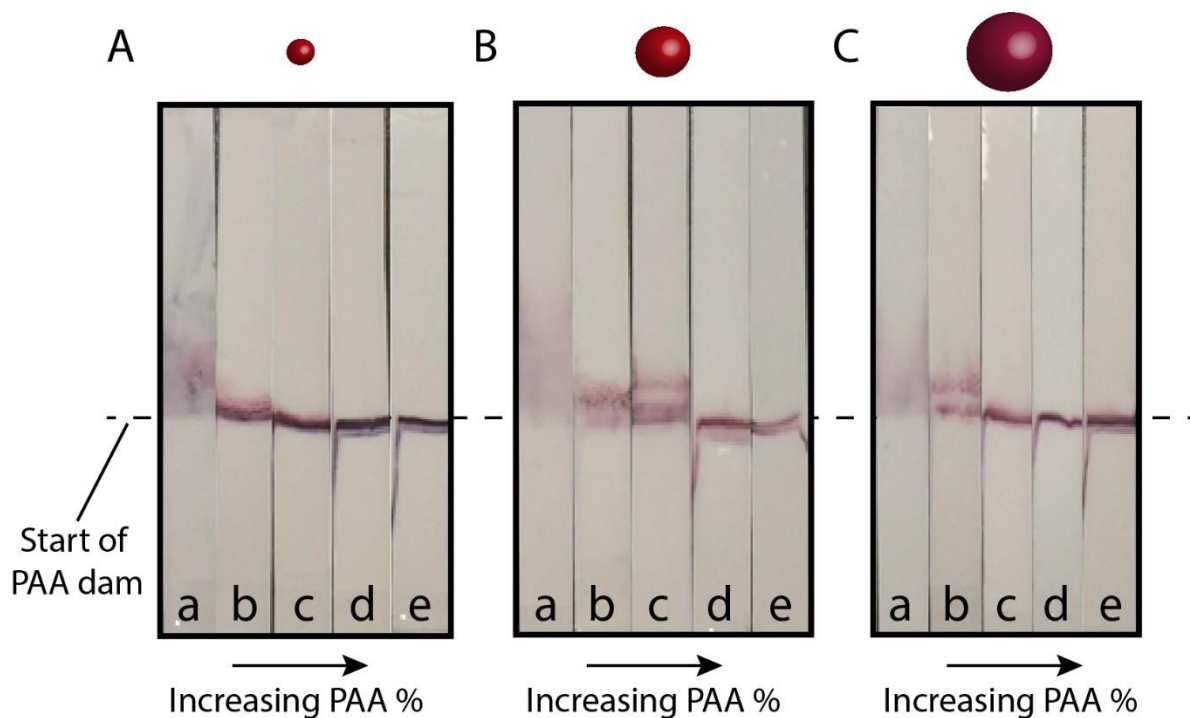 A
B
C
Start of
PAA dam
a b c d e
a b c d e
a b c d e
Increasing PAA %
Increasing PAA %
Increasing PAA %